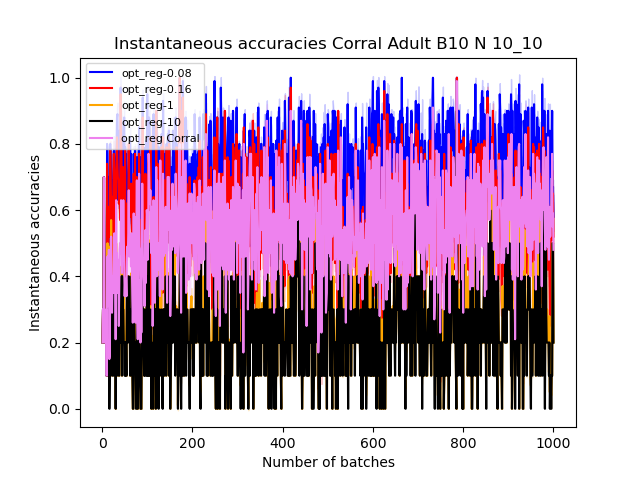 Instantaneous accuracies Corral Adult B10 N 10_10
opt_reg-0.08
opt_reg-0.16
opt_reg-1
opt_reg-10
opt_reg Corral
1.0
0.8
0.6
0.4
0.2
0.0
Instantaneous accuracies
0 200 400 600 800 1000
Number of batches